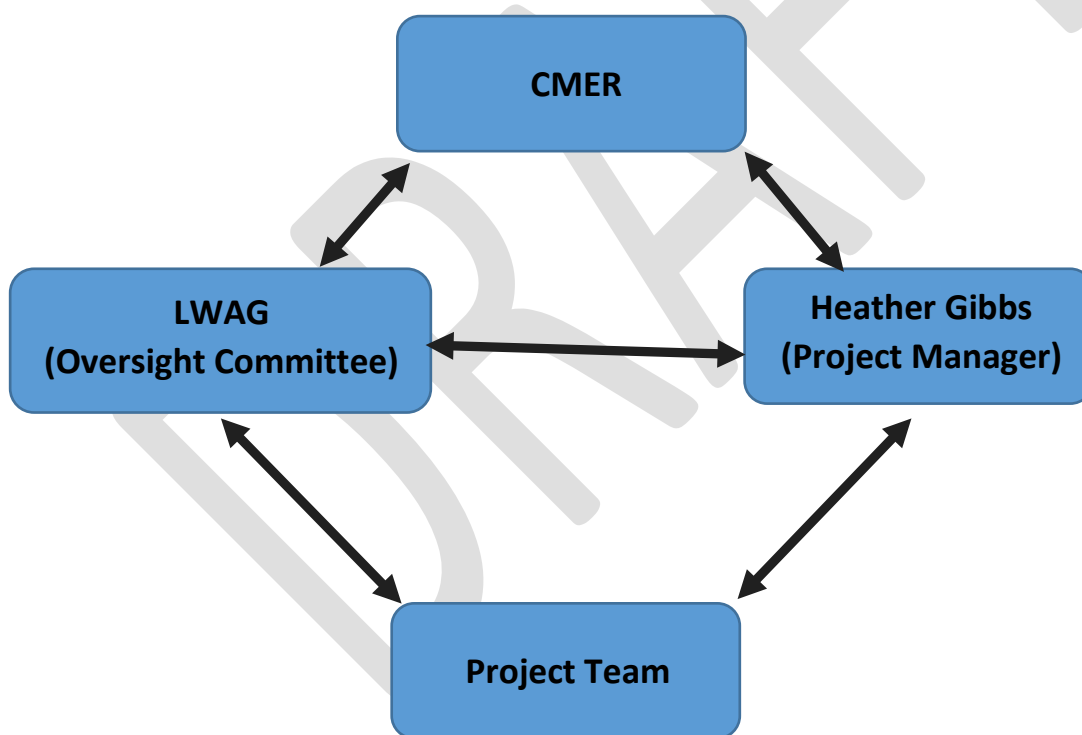 CMER
LWAG
(Oversight Committee)
Heather Gibbs
(Project Manager)
Project Team
DRAFT